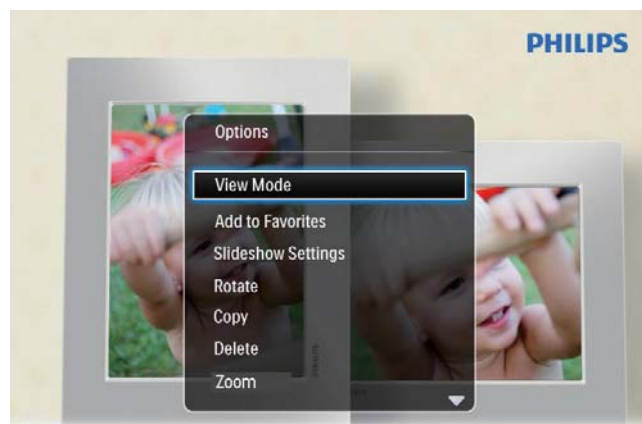 PHILIPS
Options
View Mode
Add to Favorites
Slideshow Settings
Rotate
Copy
Delete
Zoom